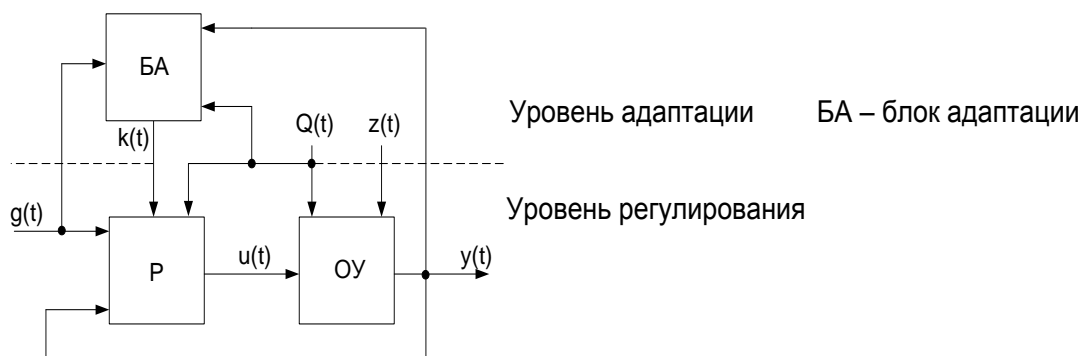 БА
Уровень адаптации БА – блок адаптации
k(t) Q(t) z(t)
g(t) Уровень регулирования
Р u(t) ОУ y(t)